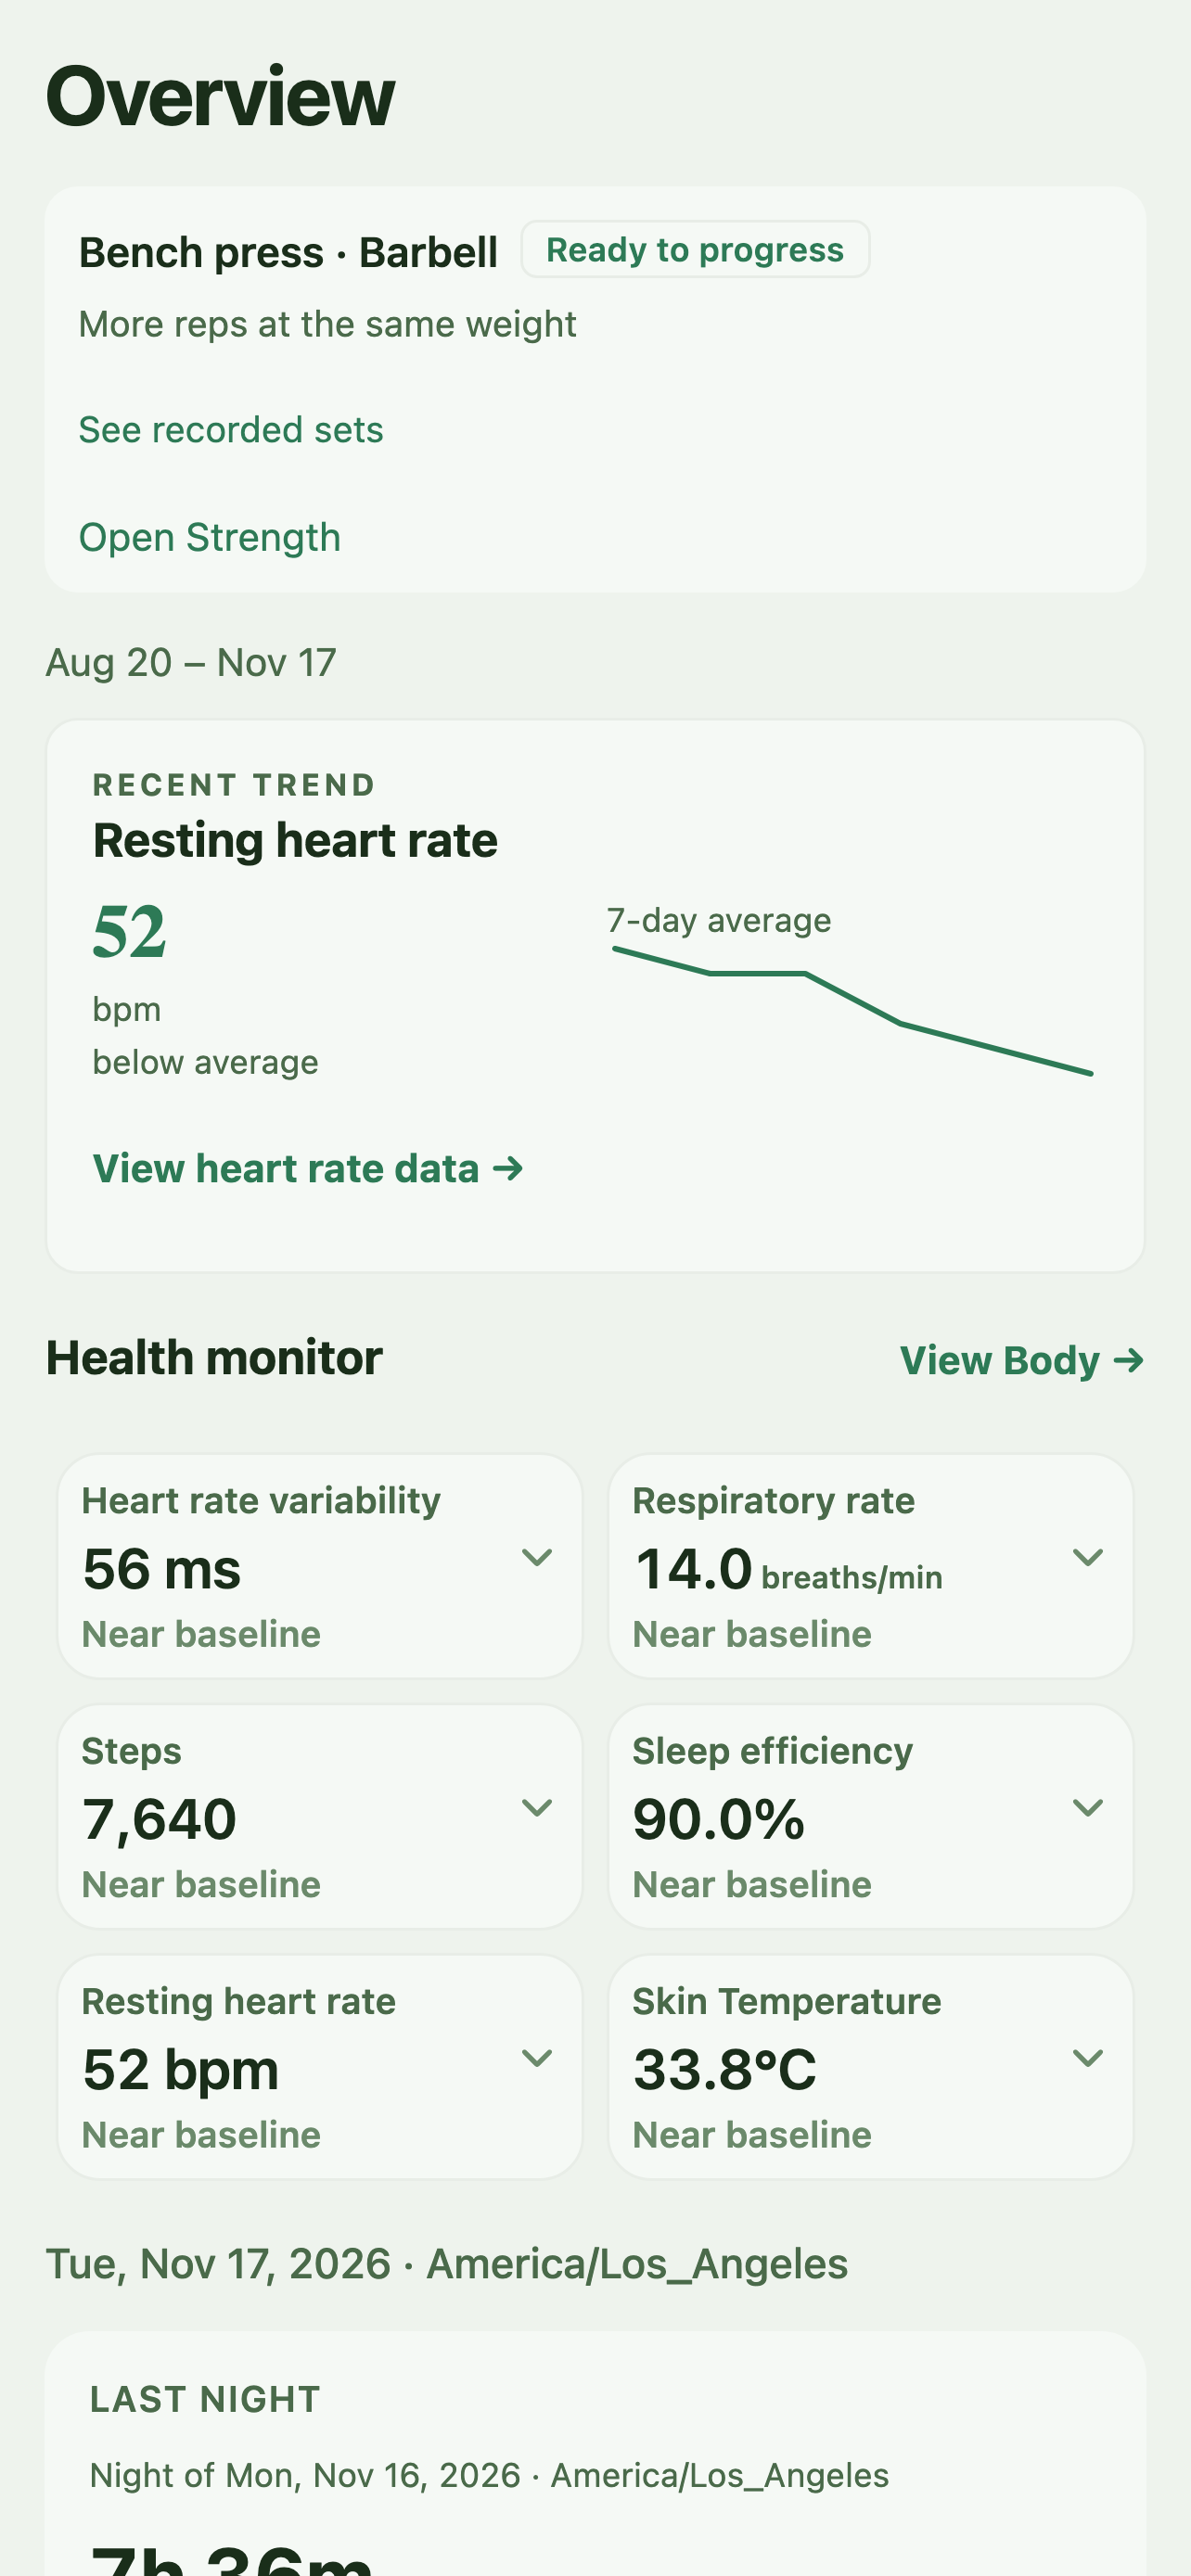 Overview
Bench press · Barbell
Ready to progress
More reps at the same weight
See recorded sets
Open Strength
Aug 20 – Nov 17
RECENT TREND
Resting heart rate
52
bpm
below average
7-day average
View heart rate data →
Health monitor
View Body →
Heart rate variability
56 ms
Near baseline
Respiratory rate
14.0 breaths/min
Near baseline
Steps
7,640
Near baseline
Sleep efficiency
90.0%
Near baseline
Resting heart rate
52 bpm
Near baseline
Skin Temperature
33.8°C
Near baseline
Tue, Nov 17, 2026 · America/Los_Angeles
LAST NIGHT
Night of Mon, Nov 16, 2026 · America/Los_Angeles
7h 36m